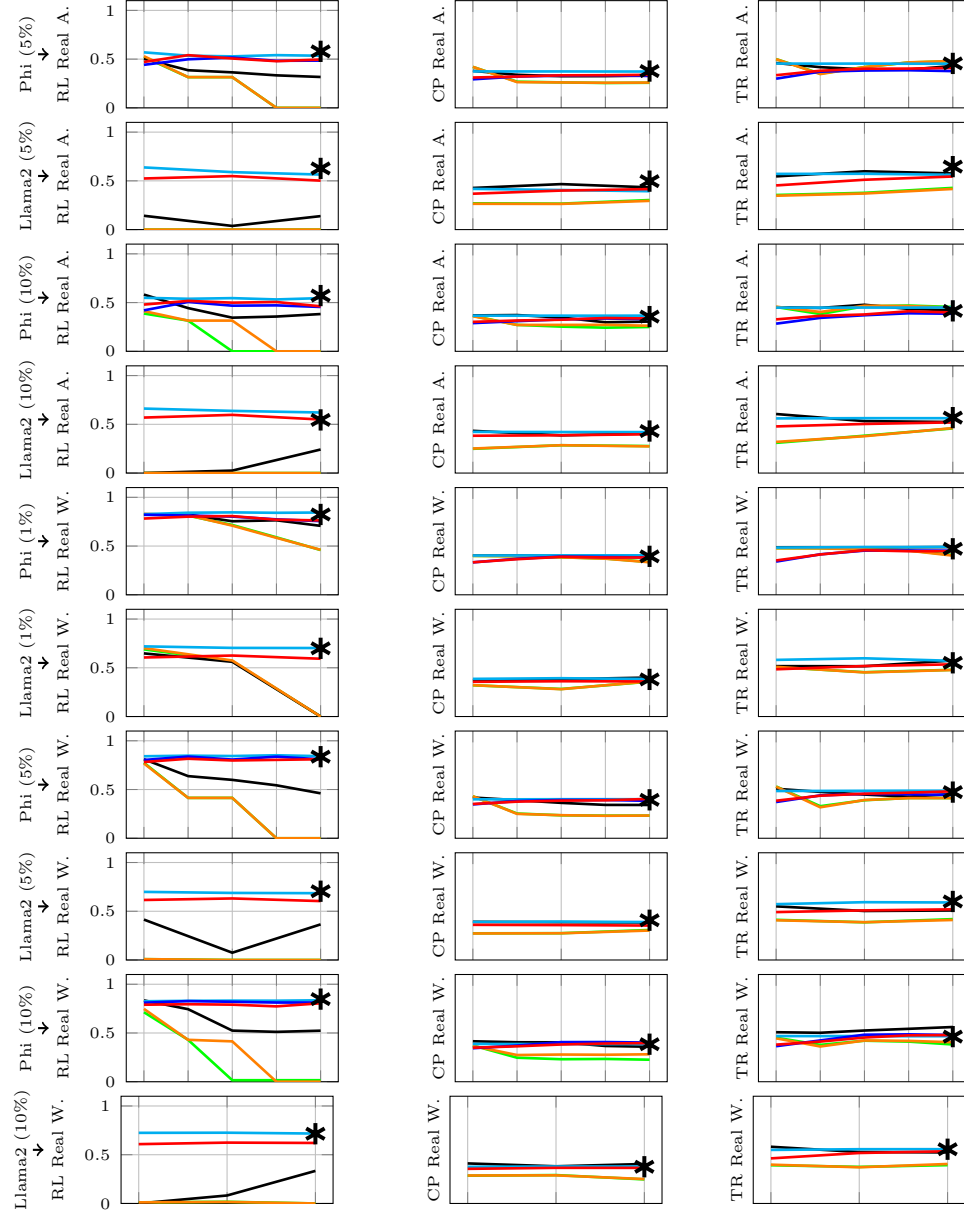 Phi (5%)
→
RL Real A.
1
0.5
0
CP Real A.
TR Real A.
Llama2 (5%)
→
RL Real A.
1
0.5
0
CP Real A.
TR Real A.
Phi (10%)
→
RL Real A.
1
0.5
0
CP Real A.
TR Real A.
Llama2 (10%)
→
RL Real A.
1
0.5
0
CP Real A.
TR Real A.
Phi (1%)
→
RL Real W.
1
0.5
0
CP Real W.
TR Real W.
Llama2 (1%)
→
RL Real W.
1
0.5
0
CP Real W.
TR Real W.
Phi (5%)
→
RL Real W.
1
0.5
0
CP Real W.
TR Real W.
Llama2 (5%)
→
RL Real W.
1
0.5
0
CP Real W.
TR Real W.
Phi (10%)
→
RL Real W.
1
0.5
0
CP Real W.
TR Real W.
Llama2 (10%)
→
RL Real W.
1
0.5
0
CP Real W.
TR Real W.